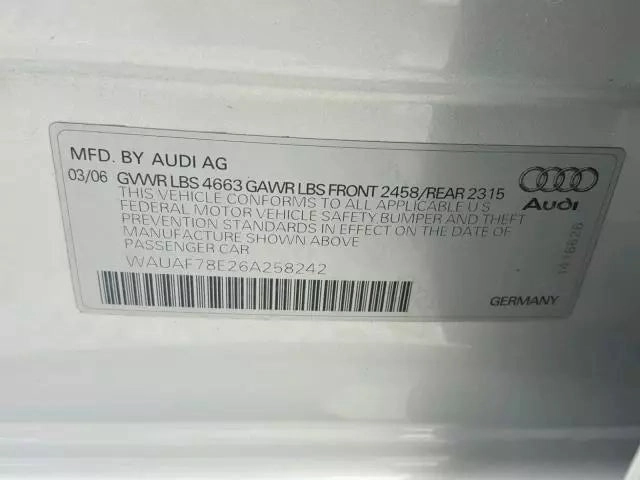 MFD. BY AUDI AG
03/06 GVWR LBS 4663 GAWR LBS FRONT 2458/REAR 2315
THIS VEHICLE CONFORMS TO ALL APPLICABLE U.S.
FEDERAL MOTOR VEHICLE SAFETY, BUMPER AND THEFT
PREVENTION STANDARDS IN EFFECT ON THE DATE OF
MANUFACTURE SHOWN ABOVE
PASSENGER CAR
WAUAF78E26A258242
Audi
1416626
GERMANY